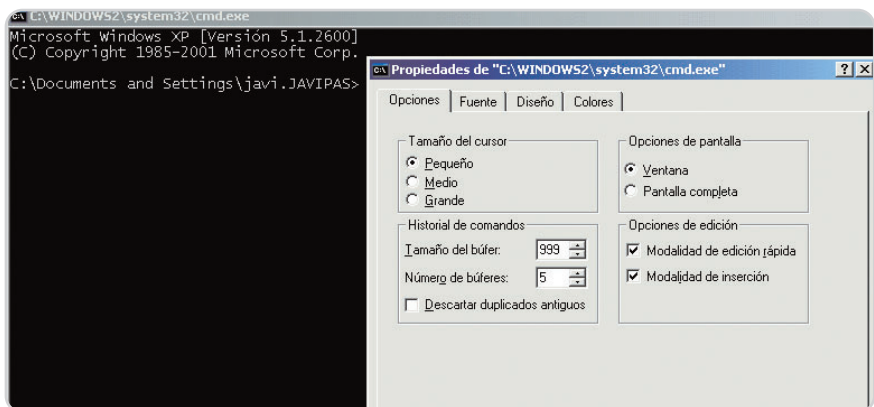 C:\WINDOWS2\system32\cmd.exe
Microsoft Windows XP [Versión 5.1.2600]
(C) Copyright 1985-2001 Microsoft Corp.
C:\Documents and Settings\javi.JAVIPAS>
Propiedades de "C:\WINDOWS2\system32\cmd.exe"
Opciones Fuente Diseño Colores
Tamaño del cursor
Pequeño
Medio
Grande
Opciones de pantalla
Ventana
Pantalla completa
Historial de comandos
Tamaño del búfer: 999
Número de búferes: 5
Descartar duplicados antiguos
Opciones de edición
Modalidad de edición rápida
Modalidad de inserción